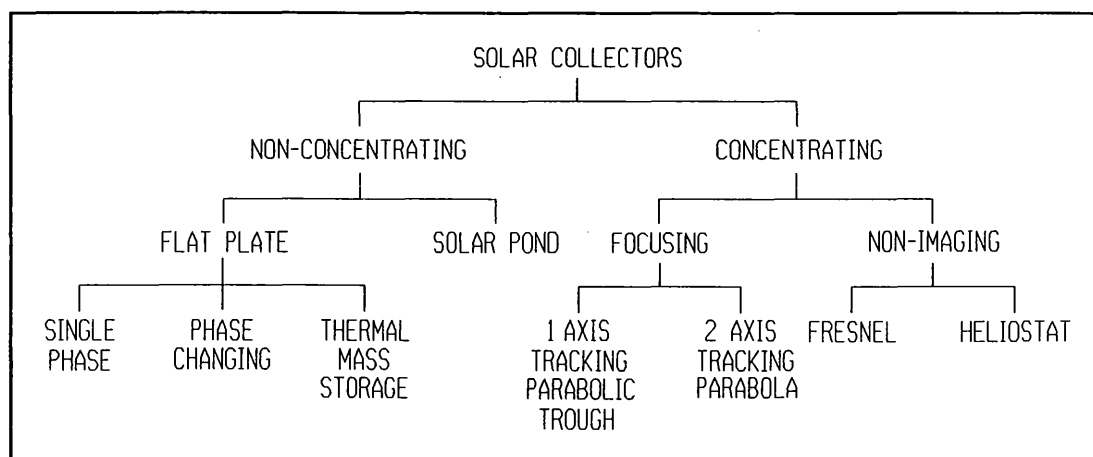 SOLAR COLLECTORS
NON-CONCENTRATING
CONCENTRATING
FLAT PLATE
SOLAR POND
FOCUSING
NON-IMAGING
SINGLE
PHASE
PHASE
CHANGING
THERMAL
MASS
STORAGE
1 AXIS
TRACKING
PARABOLIC
TROUGH
2 AXIS
TRACKING
PARABOLA
FRESNEL
HELIOSTAT